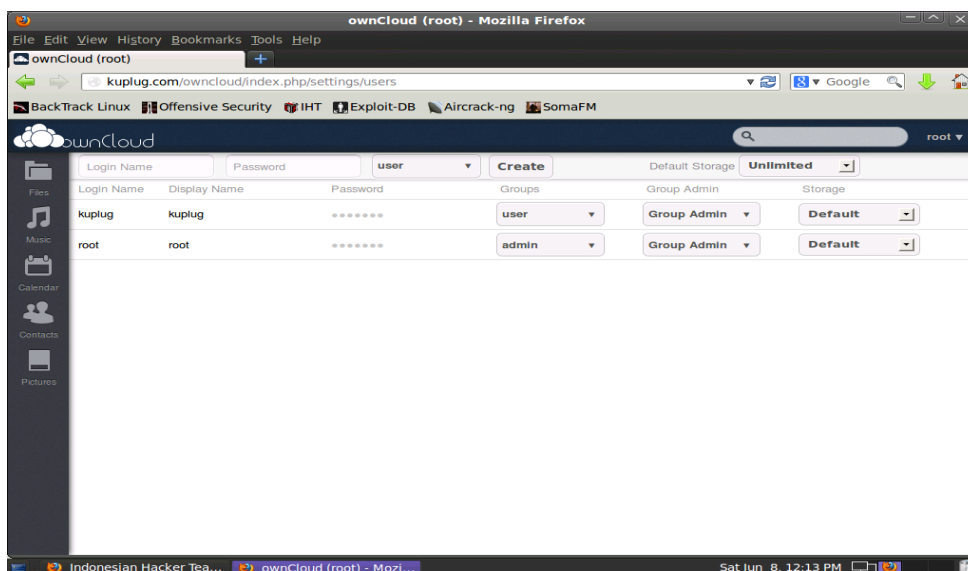 ownCloud (root) - Mozilla Firefox
File Edit View History Bookmarks Tools Help
ownCloud (root)
kuplug.com/owncloud/index.php/settings/users
Google
BackTrack Linux Offensive Security IHT Exploit-DB Aircrack-ng SomaFM
ownCloud
root
Login Name Password user Create Default Storage Unlimited
Login Name Display Name Password Groups Group Admin Storage
kuplug kuplug user Group Admin Default
root root admin Group Admin Default
Files
Music
Calendar
Contacts
Pictures
Indonesian Hacker Tea... ownCloud (root) - Mozi... Sat Jun 8, 12:13 PM